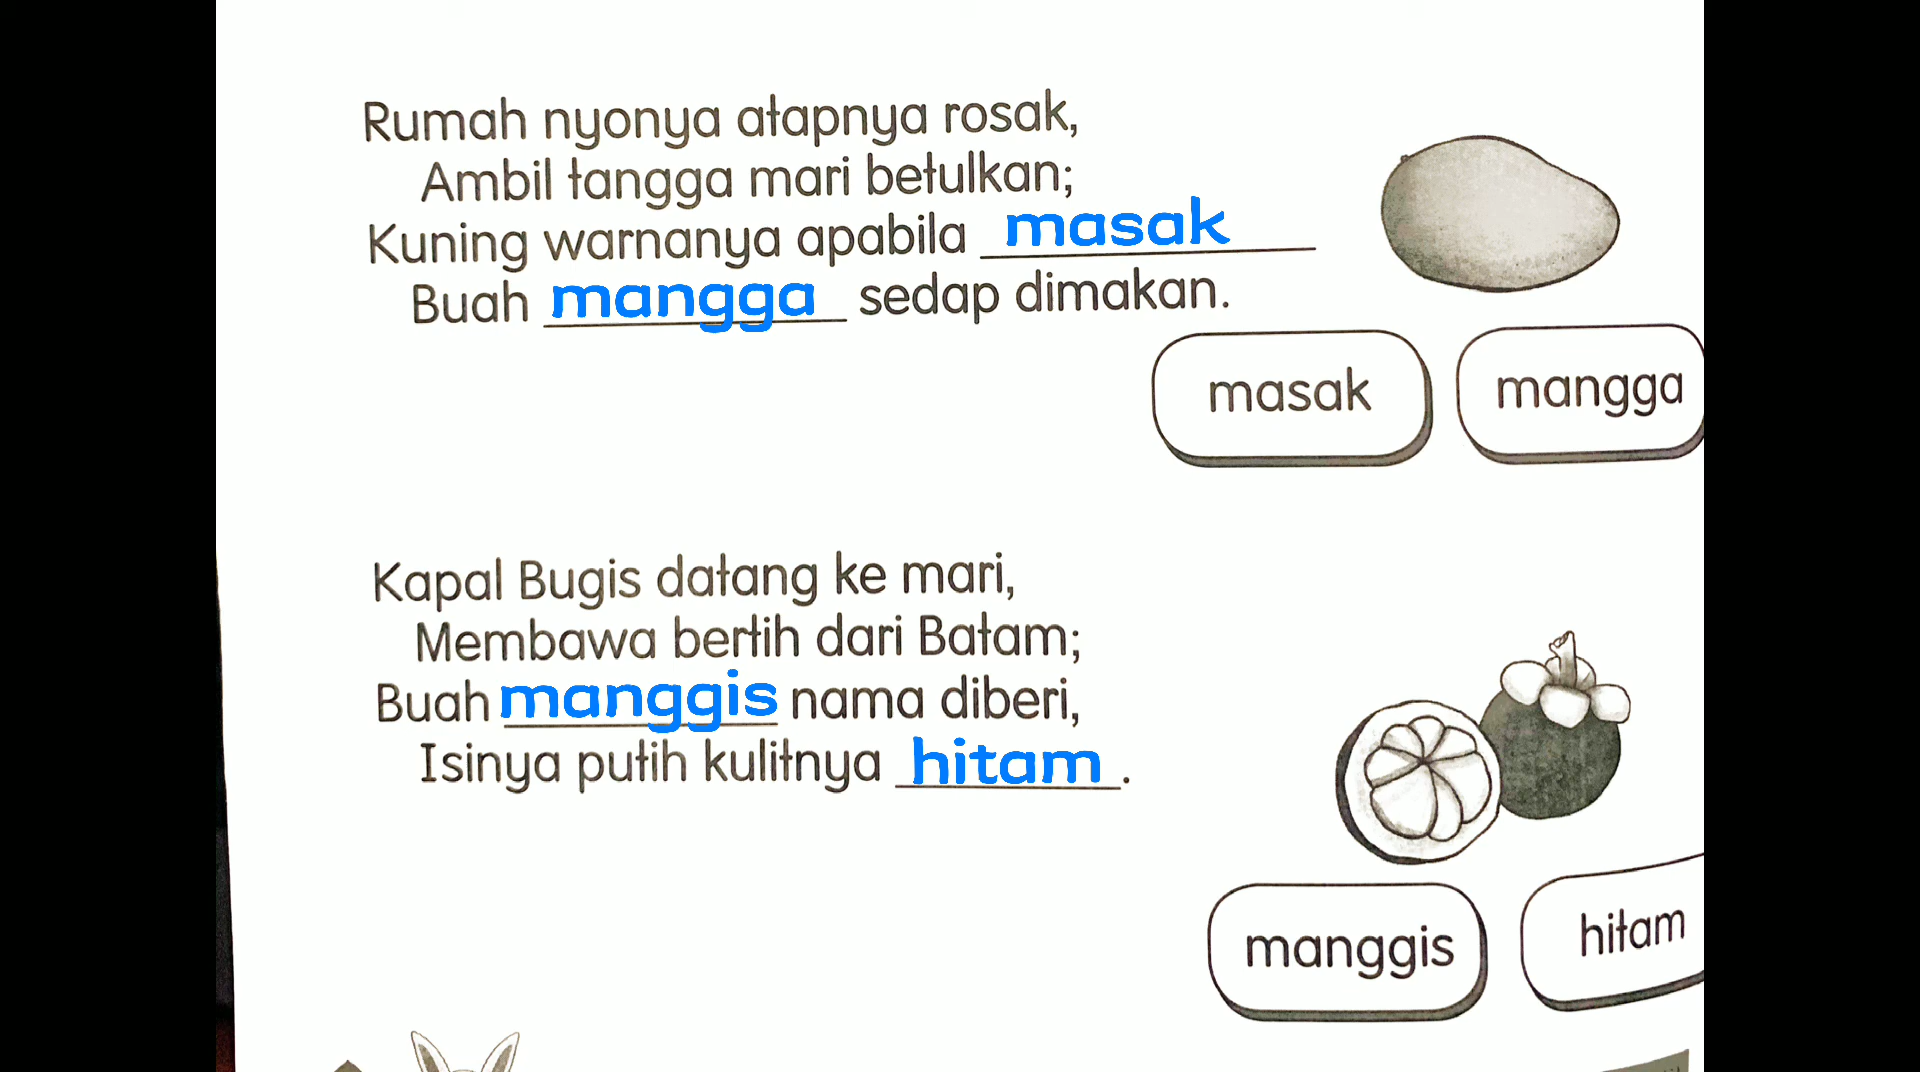 Rumah nyonya atapnya rosak,
Ambil tangga mari betulkan;
Kuning warnanya apabila masak
Buah mangga sedap dimakan.
masak
mangga
Kapal Bugis datang ke mari,
Membawa bertih dari Batam;
Buah manggis nama diberi,
Isinya putih kulitnya hitam.
manggis
hitam